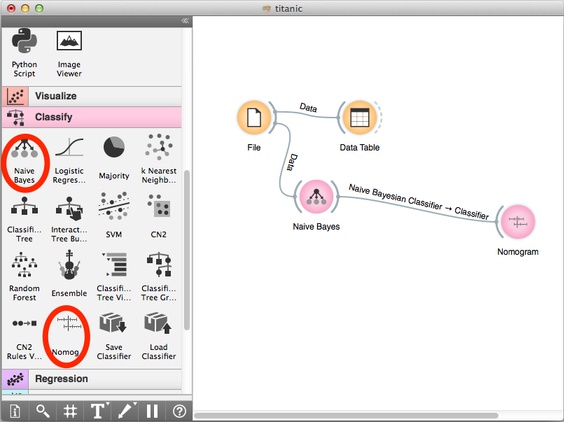 titanic
Python
Script
Image
Viewer
Visualize
Classify
Naive
Bayes
Logistic
Regres...
Majority
k Nearest
Neighb...
Classifi...
Tree
Interact...
Tree Bu...
SVM
CN2
Random
Forest
Ensemble
Classifi...
Tree Vi...
Classifi...
Tree Gr...
CN2
Rules V...
Nomog
Save
Classifier
Load
Classifier
Regression
Data
File
Data Table
Data
Naive Bayes
Naive Bayesian Classifier → Classifier
Nomogram